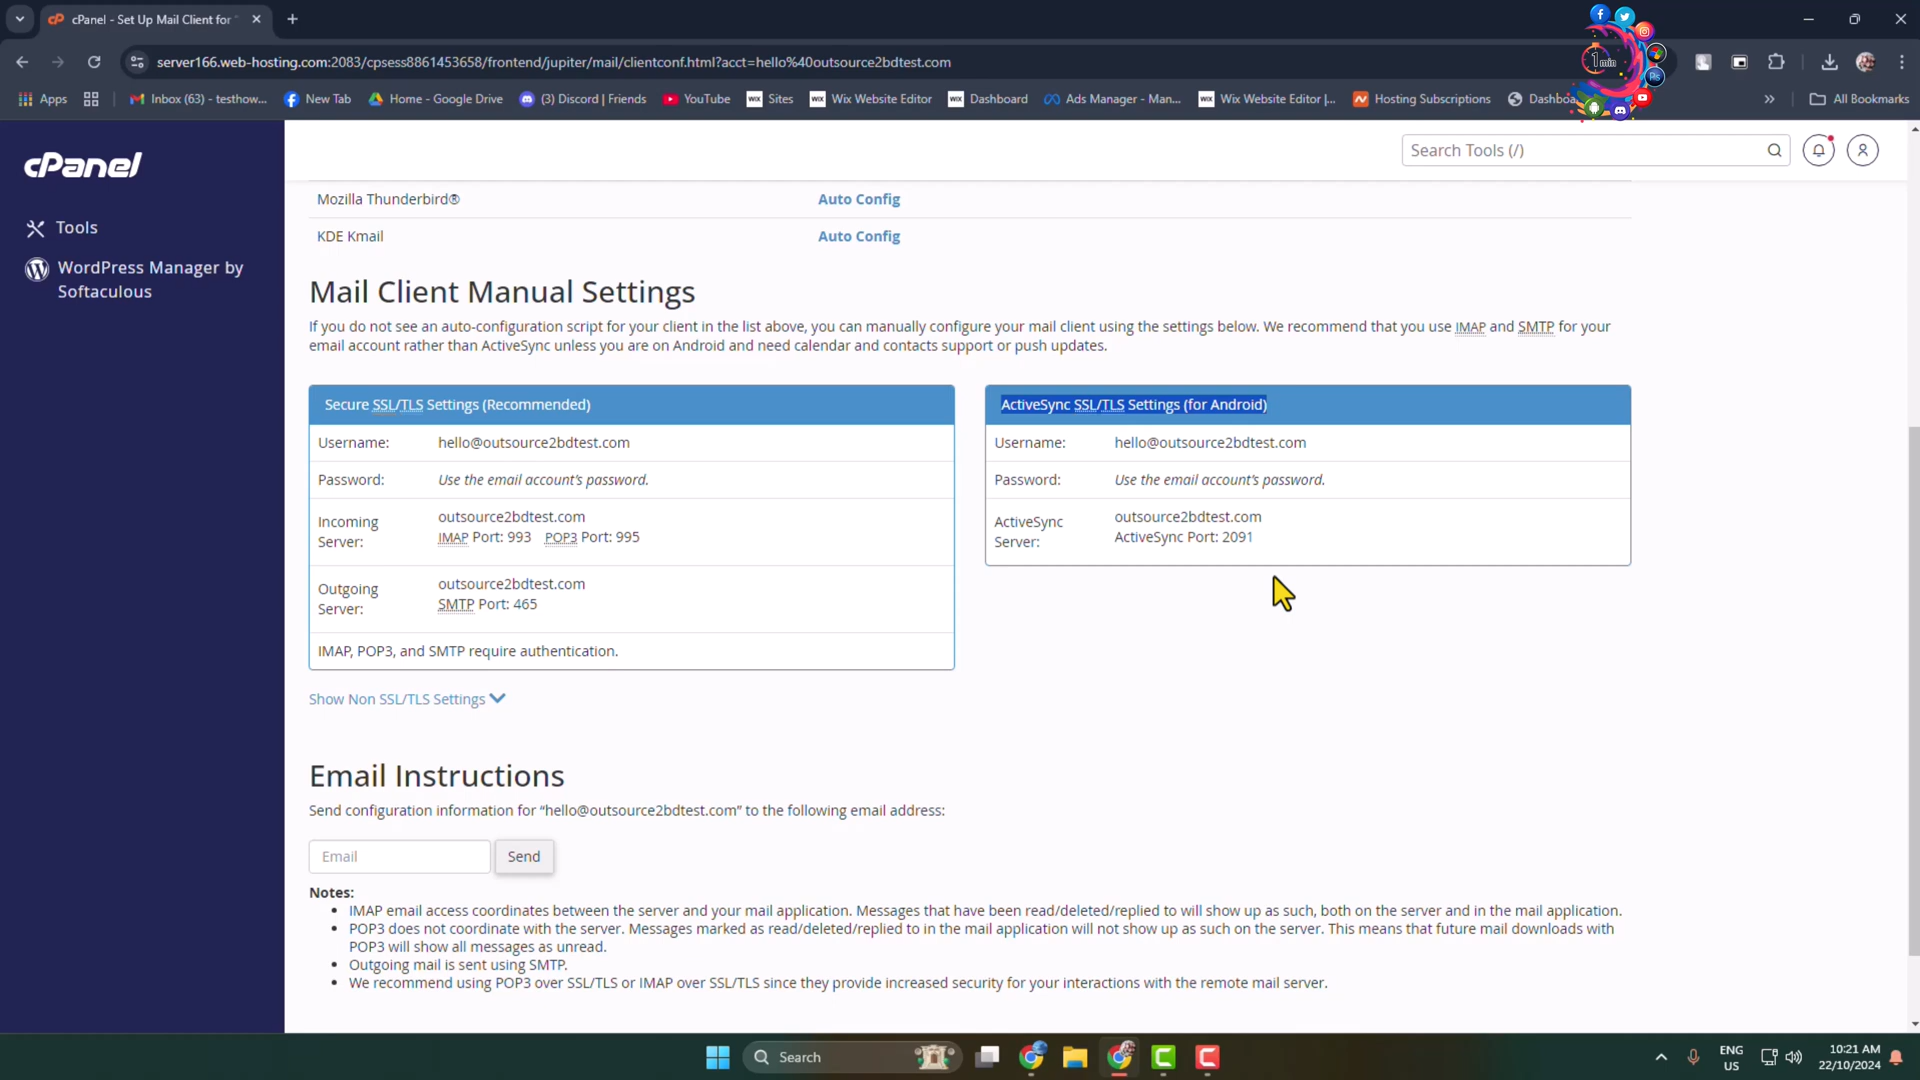 cPanel - Set Up Mail Client for
server166.web-hosting.com:2083/cpsess8861453658/frontend/jupiter/mail/clientconf.html?acct=hello%40outsource2bdtest.com
1min
Ps
Apps
Inbox (63) - testhow...
New Tab
Home - Google Drive
(3) Discord | Friends
YouTube
WIX Sites
WIX Wix Website Editor
WIX Dashboard
Ads Manager - Man...
WIX Wix Website Editor |...
Hosting Subscriptions
Dashboa
»
All Bookmarks
cPanel
Search Tools (/)
Tools
WordPress Manager by
Softaculous
Mozilla Thunderbird® Auto Config
KDE Kmail Auto Config
Mail Client Manual Settings
If you do not see an auto-configuration script for your client in the list above, you can manually configure your mail client using the settings below. We recommend that you use IMAP and SMTP for your
email account rather than ActiveSync unless you are on Android and need calendar and contacts support or push updates.
Secure SSL/TLS Settings (Recommended)
Username: hello@outsource2bdtest.com
Password: Use the email account's password.
Incoming
Server:
outsource2bdtest.com
IMAP Port: 993 POP3 Port: 995
Outgoing
Server:
outsource2bdtest.com
SMTP Port: 465
IMAP, POP3, and SMTP require authentication.
ActiveSync SSL/TLS Settings (for Android)
Username: hello@outsource2bdtest.com
Password: Use the email account's password.
ActiveSync
Server:
outsource2bdtest.com
ActiveSync Port: 2091
Show Non SSL/TLS Settings
Email Instructions
Send configuration information for “hello@outsource2bdtest.com” to the following email address:
Email
Send
Notes:
• IMAP email access coordinates between the server and your mail application. Messages that have been read/deleted/replied to will show up as such, both on the server and in the mail application.
• POP3 does not coordinate with the server. Messages marked as read/deleted/replied to in the mail application will not show up as such on the server. This means that future mail downloads with
POP3 will show all messages as unread.
• Outgoing mail is sent using SMTP.
• We recommend using POP3 over SSL/TLS or IMAP over SSL/TLS since they provide increased security for your interactions with the remote mail server.
Search
ENG
US
10:21 AM
22/10/2024